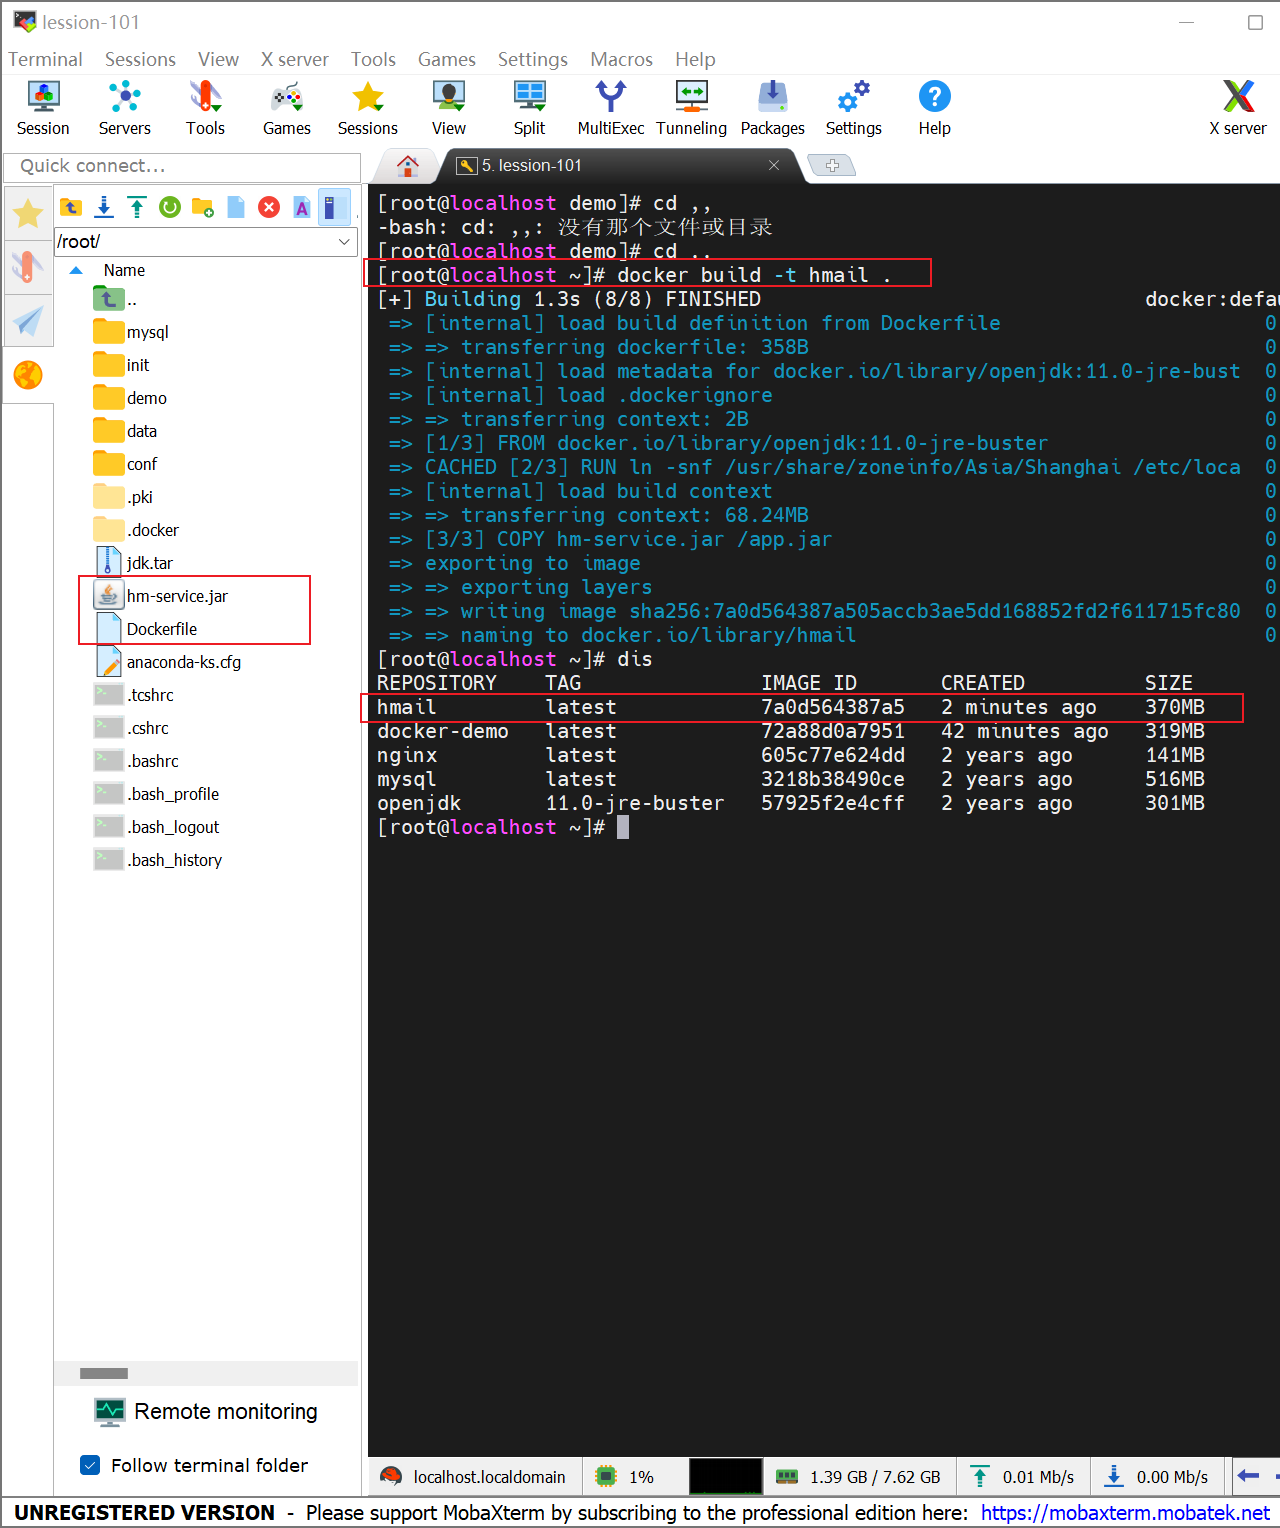 lession-101
Terminal Sessions View X server Tools Games Settings Macros Help
Session Servers Tools Games Sessions View Split MultiExec Tunneling Packages Settings Help X server
Quick connect...
5. lession-101
/root/
Name
..
mysql
init
demo
data
conf
.pki
.docker
jdk.tar
hm-service.jar
Dockerfile
anaconda-ks.cfg
.tcshrc
.cshrc
.bashrc
.bash_profile
.bash_logout
.bash_history
Remote monitoring
Follow terminal folder
[root@localhost demo]# cd ,,
-bash: cd: ,,: 没有那个文件或目录
[root@localhost demo]# cd ..
[root@localhost ~]# docker build -t hmail .
[+] Building 1.3s (8/8) FINISHED docker:defau
=> [internal] load build definition from Dockerfile 0
=> => transferring dockerfile: 358B 0
=> [internal] load metadata for docker.io/library/openjdk:11.0-jre-bust 0
=> [internal] load .dockerignore 0
=> => transferring context: 2B 0
=> [1/3] FROM docker.io/library/openjdk:11.0-jre-buster 0
=> CACHED [2/3] RUN ln -snf /usr/share/zoneinfo/Asia/Shanghai /etc/loca 0
=> [internal] load build context 0
=> => transferring context: 68.24MB 0
=> [3/3] COPY hm-service.jar /app.jar 0
=> exporting to image 0
=> => exporting layers 0
=> => writing image sha256:7a0d564387a505accb3ae5dd168852fd2f611715fc80 0
=> => naming to docker.io/library/hmail 0
[root@localhost ~]# dis
REPOSITORY TAG IMAGE ID CREATED SIZE
hmail latest 7a0d564387a5 2 minutes ago 370MB
docker-demo latest 72a88d0a7951 42 minutes ago 319MB
nginx latest 605c77e624dd 2 years ago 141MB
mysql latest 3218b38490ce 2 years ago 516MB
openjdk 11.0-jre-buster 57925f2e4cff 2 years ago 301MB
[root@localhost ~]#
localhost.localdomain 1% 1.39 GB / 7.62 GB 0.01 Mb/s 0.00 Mb/s
UNREGISTERED VERSION - Please support MobaXterm by subscribing to the professional edition here: https://mobaxterm.mobatek.net